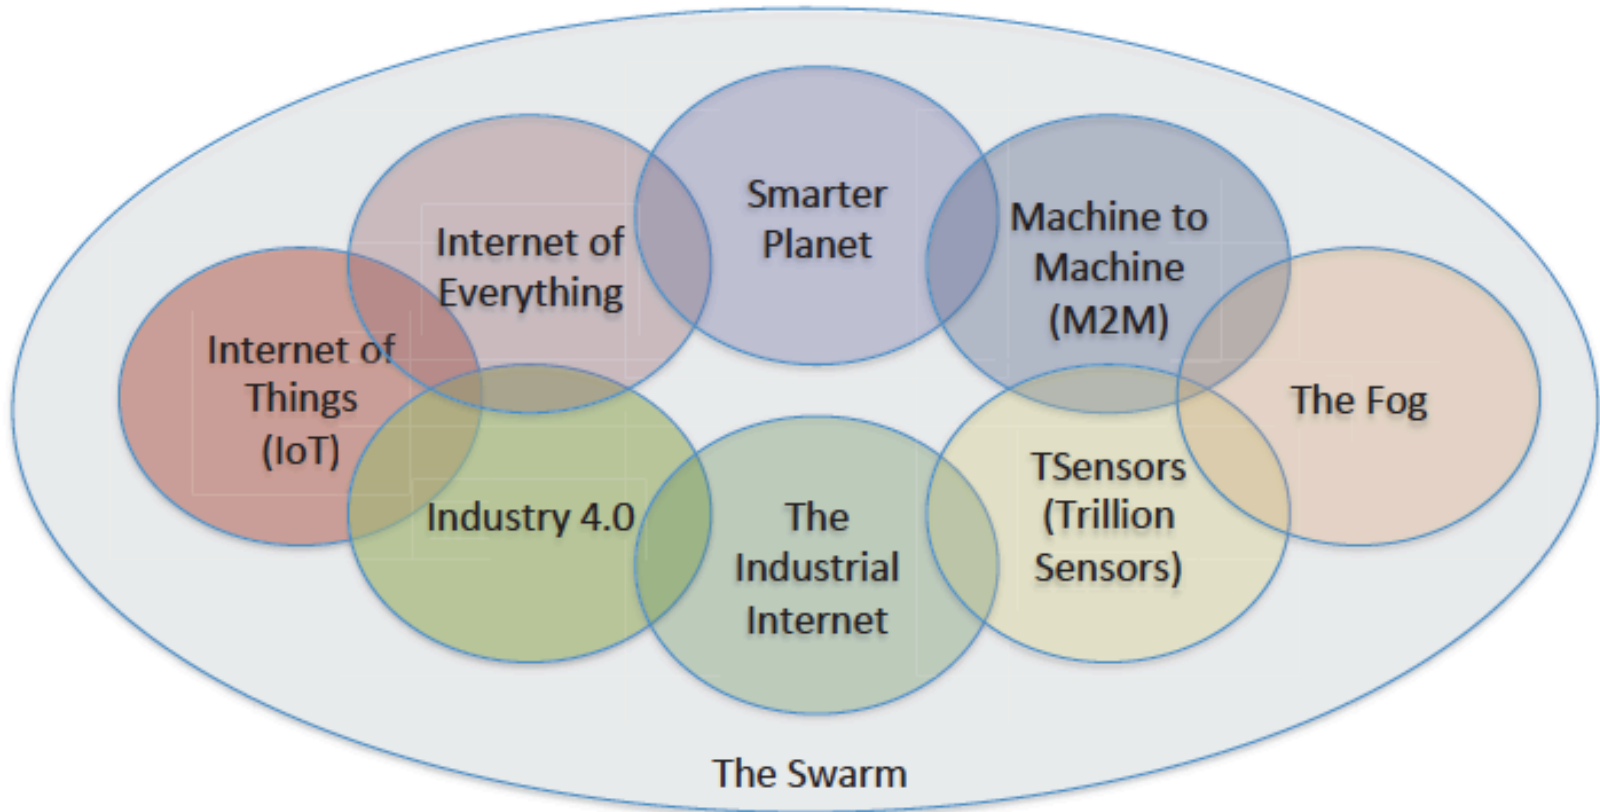 Smarter
Planet
Machine to
Machine
(M2M)
Internet of
Everything
Internet of
Things
(IoT)
The Fog
Industry 4.0
The
Industrial
Internet
TSensors
(Trillion
Sensors)
The Swarm